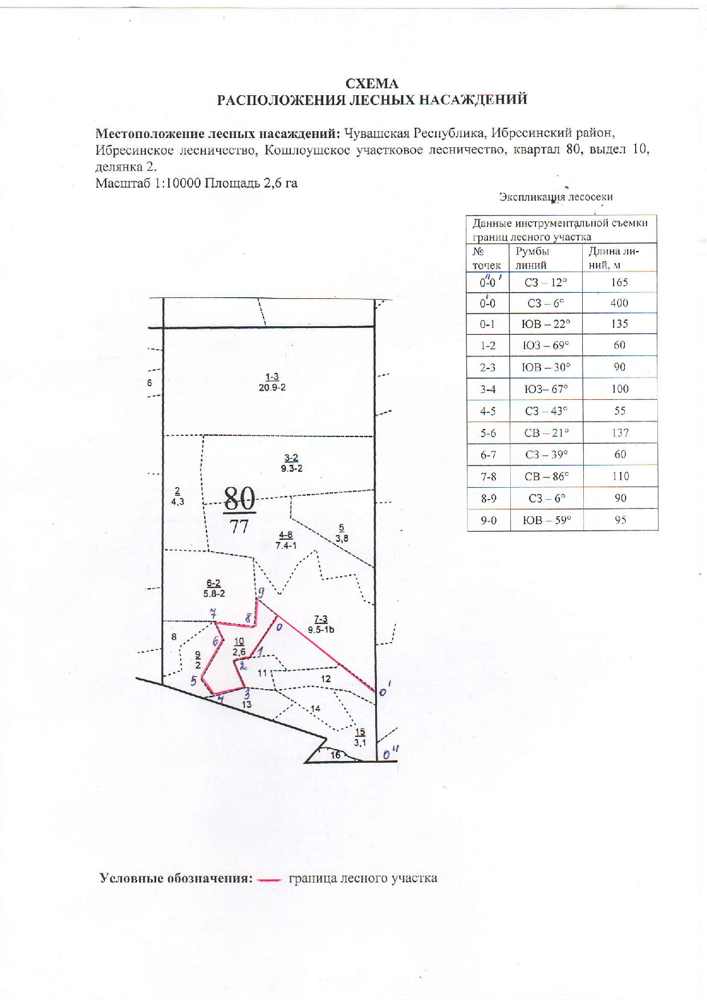 СХЕМА
РАСПОЛОЖЕНИЯ ЛЕСНЫХ НАСАЖДЕНИЙ
Местоположение лесных насаждений: Чувашская Республика, Ибресинский район,
Ибресинское лесничество, Кошлоушское участковое лесничество, квартал 80, выдел 10,
делянка 2.
Масштаб 1:10000 Площадь 2,6 га
Экспликация лесосеки
Данные инструментальной съемки
границ лесного участка
№ точек Румбы линий Длина ли-
ний, м
0"-0' СЗ – 12° 165
0'-0 СЗ – 6° 400
0-1 ЮВ – 22° 135
1-2 ЮЗ – 69° 60
2-3 ЮВ – 30° 90
3-4 ЮЗ– 67° 100
4-5 СЗ – 43° 55
5-6 СВ – 21° 137
6-7 СЗ – 39° 60
7-8 СВ – 86° 110
8-9 СЗ – 6° 90
9-0 ЮВ – 59° 95
6
1-3
20.9-2
3-2
9.3-2
2
4,3
80
77
4-8
7.4-1
5
3,8
6-2
5.8-2
9
7
8
0
7-3
9.5-1b
8
6
10
2,6
1
9
2
2
11
12
5
4
3
0'
13
14
15
3,1
16
0"
Условные обозначения: граница лесного участка